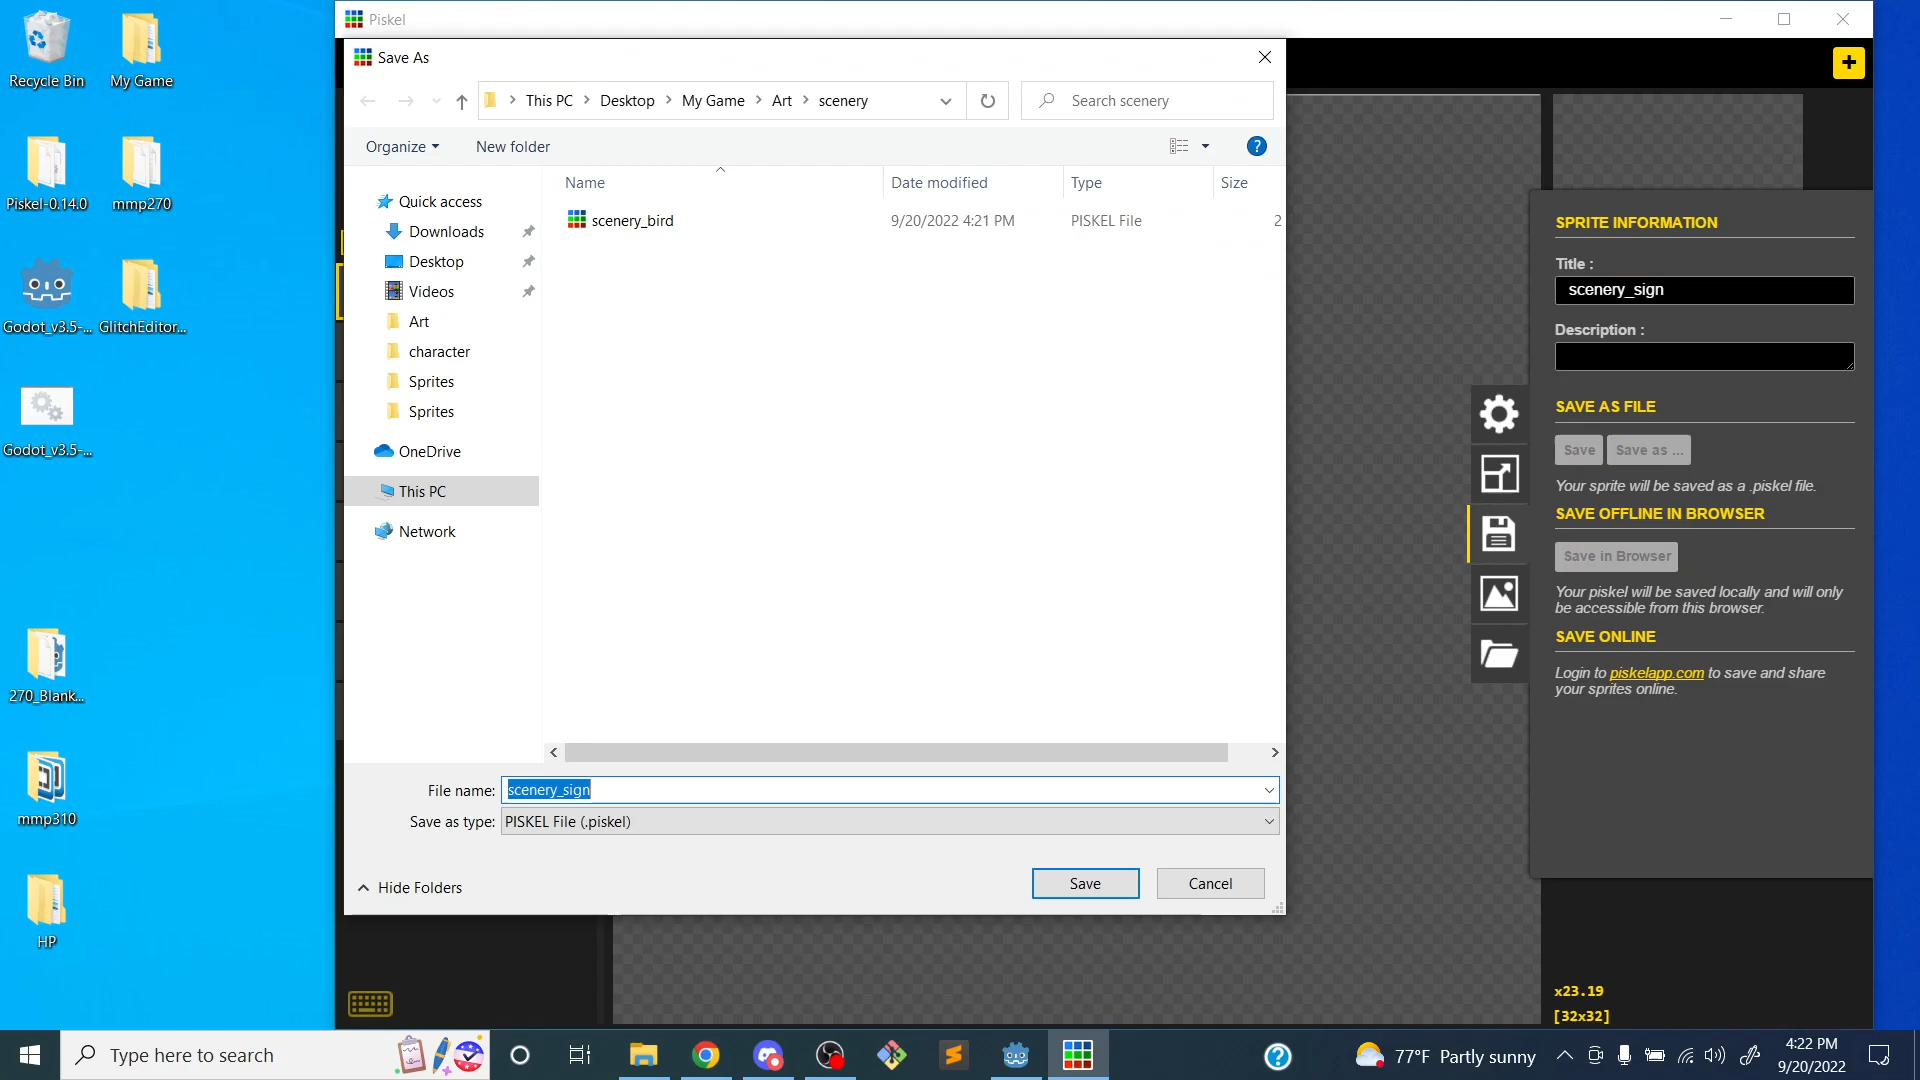 Recycle Bin
My Game
Piskel-0.14.0
mmp270
Godot_v3.5-...
GlitchEditor...
Godot_v3.5-...
270_Blank...
mmp310
HP
Piskel
Save As
This PC > Desktop > My Game > Art > scenery
Search scenery
Organize
New folder
?
Name
Date modified
Type
Size
scenery_bird
9/20/2022 4:21 PM
PISKEL File
2
Quick access
Downloads
Desktop
Videos
Art
character
Sprites
Sprites
OneDrive
This PC
Network
File name: scenery_sign
Save as type: PISKEL File (.piskel)
Hide Folders
Save
Cancel
+
SPRITE INFORMATION
Title :
scenery_sign
Description :
SAVE AS FILE
Save
Save as ...
Your sprite will be saved as a .piskel file.
SAVE OFFLINE IN BROWSER
Save in Browser
Your piskel will be saved locally and will only
be accessible from this browser.
SAVE ONLINE
Login to piskelapp.com to save and share
your sprites online.
x23.19
[32x32]
Type here to search
?
77°F Partly sunny
4:22 PM
9/20/2022